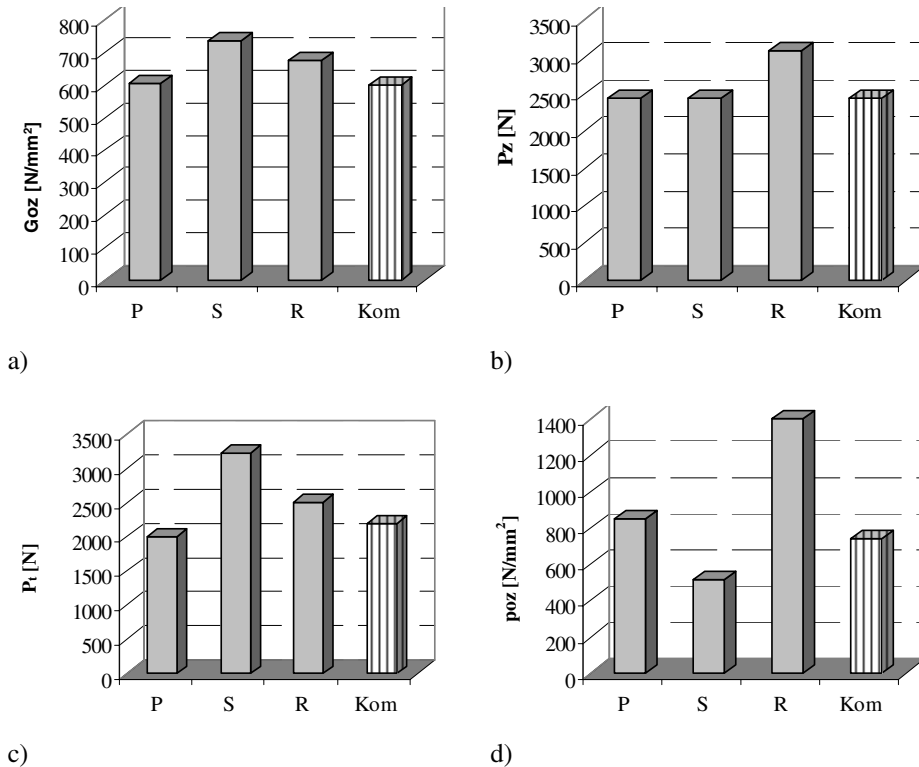 800
700
600
500
400
300
200
100
0
Goz [N/mm²]
P S R Kom
a)
3500
3000
2500
2000
1500
1000
500
0
Pz [N]
P S R Kom
b)
3500
3000
2500
2000
1500
1000
500
0
Pt [N]
P S R Kom
c)
1400
1200
1000
800
600
400
200
0
poz [N/mm²]
P S R Kom
d)